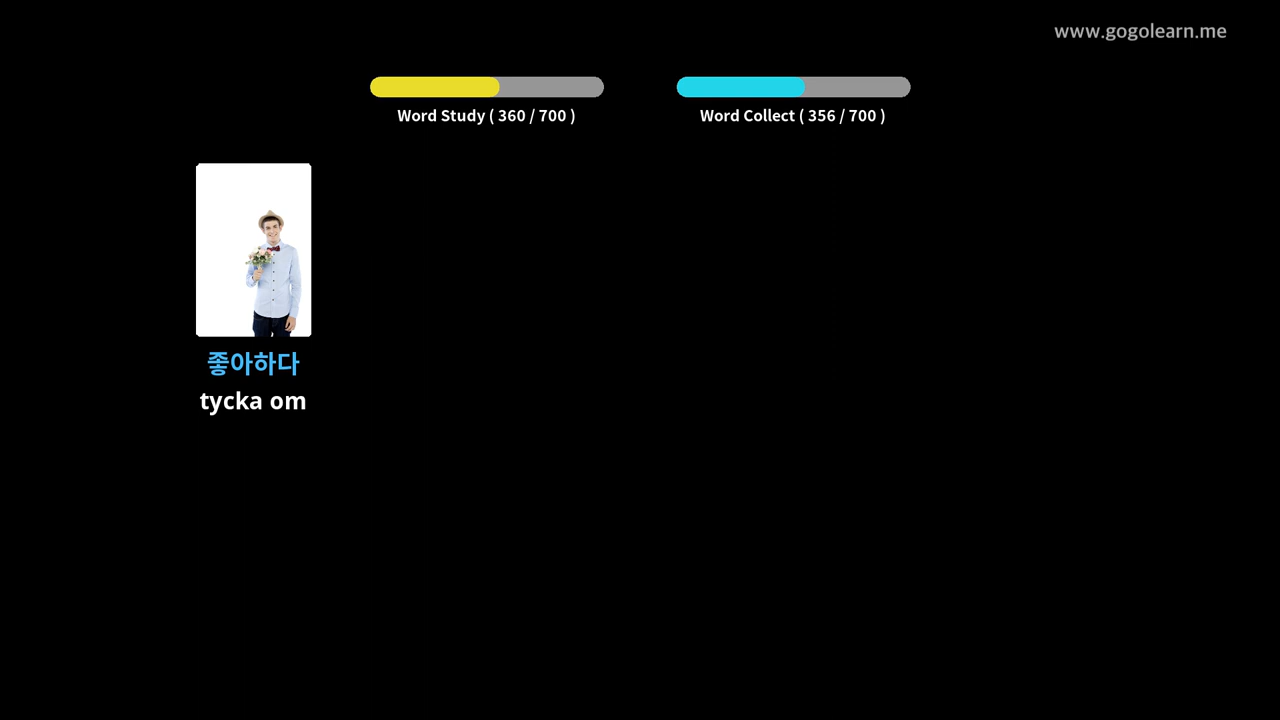 www.gogolearn.me
Word Study ( 360 / 700 )
Word Collect ( 356 / 700 )
좋아하다
tycka om